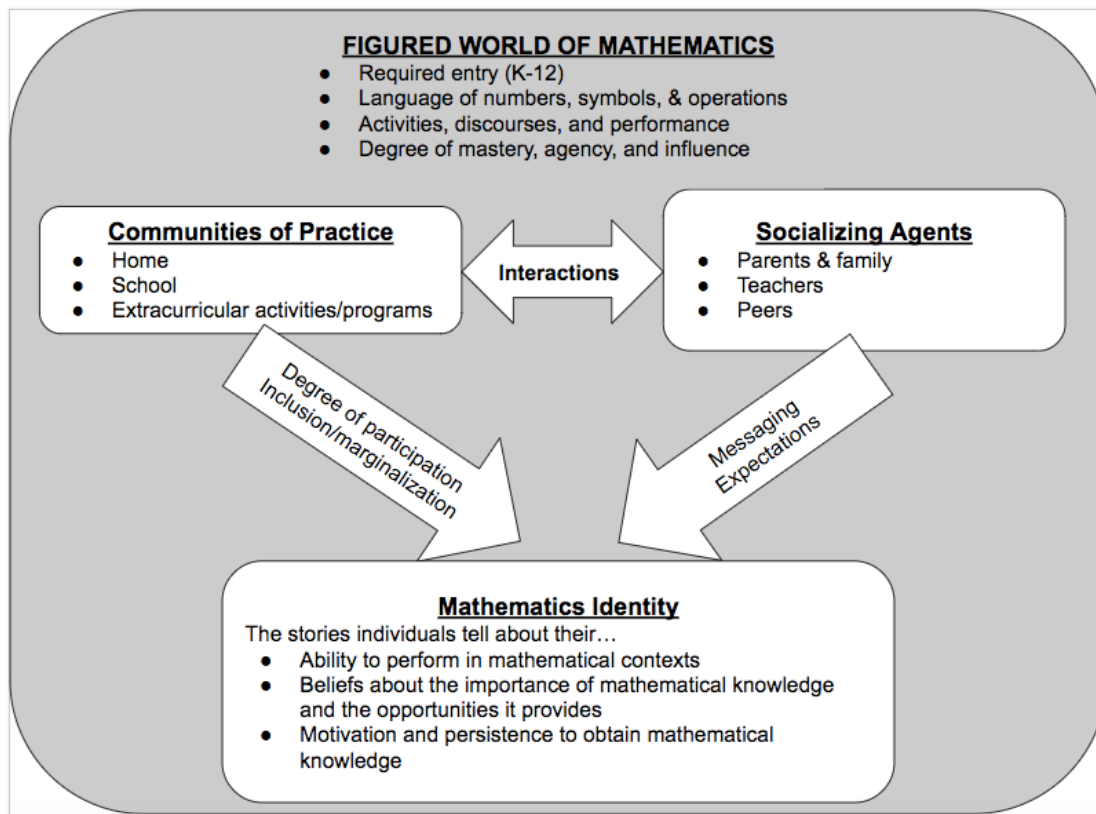 FIGURED WORLD OF MATHEMATICS
● Required entry (K-12)
● Language of numbers, symbols, & operations
● Activities, discourses, and performance
● Degree of mastery, agency, and influence
Communities of Practice
● Home
● School
● Extracurricular activities/programs
Interactions
Socializing Agents
● Parents & family
● Teachers
● Peers
Degree of participation
Inclusion/marginalization
Messaging
Expectations
Mathematics Identity
The stories individuals tell about their…
● Ability to perform in mathematical contexts
● Beliefs about the importance of mathematical knowledge
and the opportunities it provides
● Motivation and persistence to obtain mathematical
knowledge